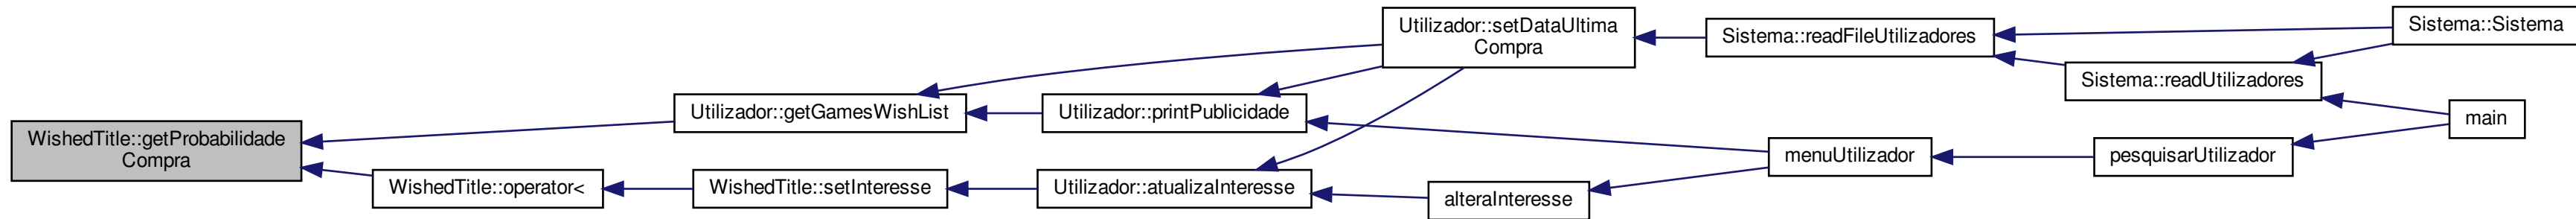 WishedTitle::getProbabilidade
Compra
Utilizador::getGamesWishList
WishedTitle::operator<
WishedTitle::setInteresse
Utilizador::printPublicidade
Utilizador::atualizaInteresse
Utilizador::setDataUltima
Compra
alteraInteresse
Sistema::readFileUtilizadores
menuUtilizador
Sistema::readUtilizadores
pesquisarUtilizador
Sistema::Sistema
main